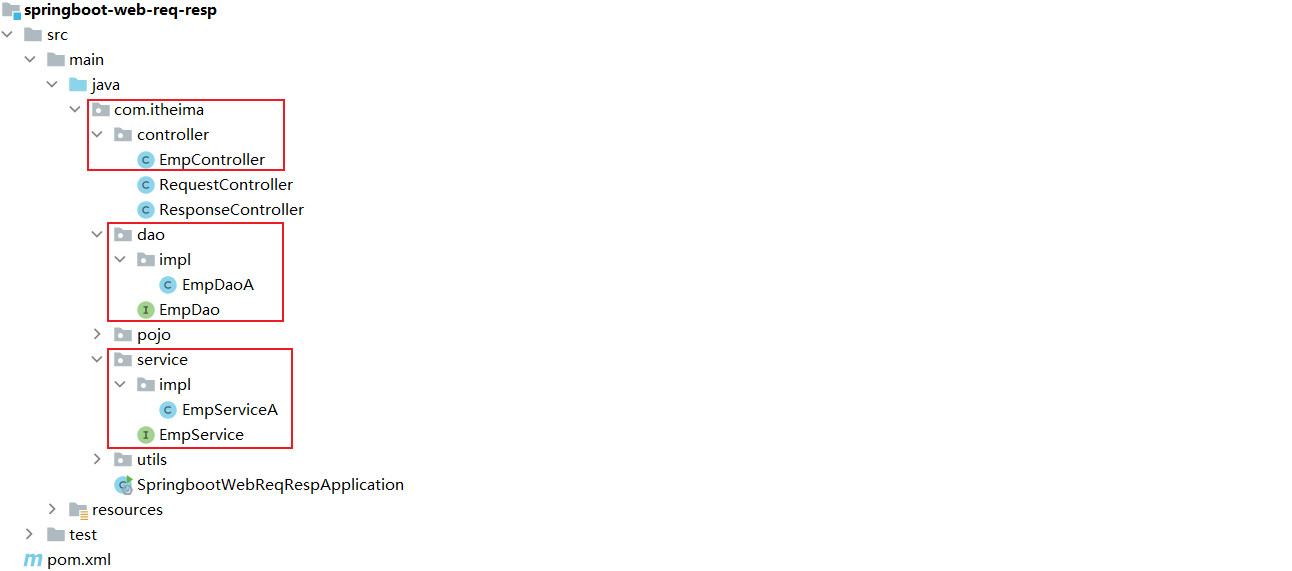 springboot-web-req-resp
src
main
java
com.itheima
controller
C EmpController
C RequestController
C ResponseController
dao
impl
C EmpDaoA
I EmpDao
pojo
service
impl
C EmpServiceA
I EmpService
utils
C SpringbootWebReqRespApplication
resources
test
m pom.xml